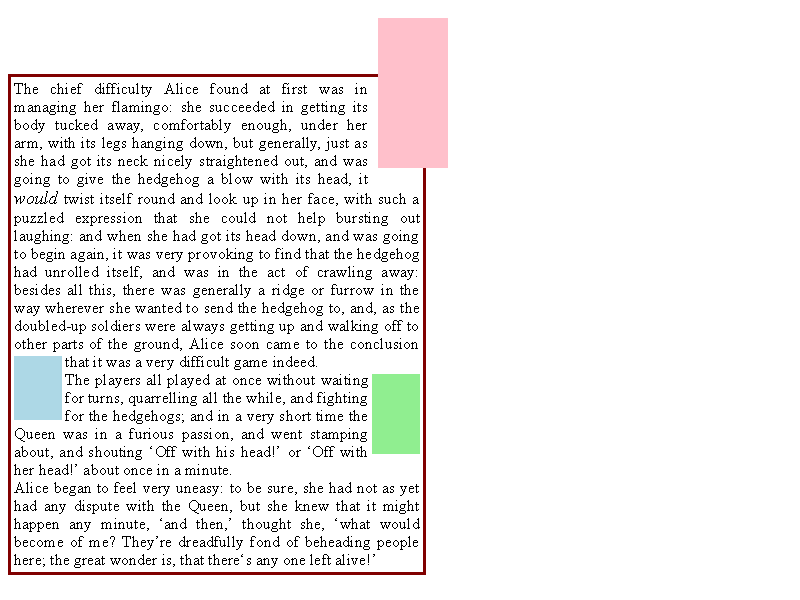 The chief difficulty Alice found at first was in
managing her flamingo: she succeeded in getting its
body tucked away, comfortably enough, under her
arm, with its legs hanging down, but generally, just as
she had got its neck nicely straightened out, and was
going to give the hedgehog a blow with its head, it
would twist itself round and look up in her face, with such a
puzzled expression that she could not help bursting out
laughing: and when she had got its head down, and was going
to begin again, it was very provoking to find that the hedgehog
had unrolled itself, and was in the act of crawling away:
besides all this, there was generally a ridge or furrow in the
way wherever she wanted to send the hedgehog to, and, as the
doubled-up soldiers were always getting up and walking off to
other parts of the ground, Alice soon came to the conclusion
that it was a very difficult game indeed.
The players all played at once without waiting
for turns, quarrelling all the while, and fighting
for the hedgehogs; and in a very short time the
Queen was in a furious passion, and went stamping
about, and shouting ‘Off with his head!’ or ‘Off with
her head!’ about once in a minute.
Alice began to feel very uneasy: to be sure, she had not as yet
had any dispute with the Queen, but she knew that it might
happen any minute, ‘and then,’ thought she, ‘what would
become of me? They’re dreadfully fond of beheading people
here; the great wonder is, that there‘s any one left alive!’